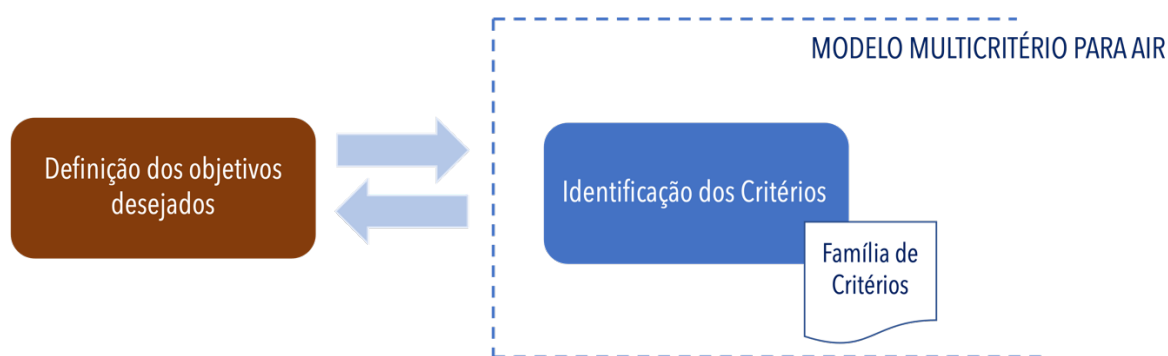 MODELO MULTICRITÉRIO PARA AIR
Definição dos objetivos
desejados
Identificação dos Critérios
Família de
Critérios